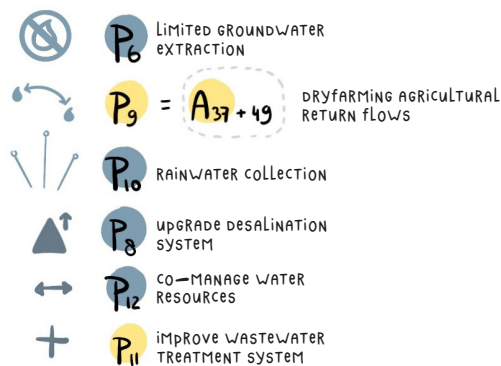 P6 LIMITED GROUNDWATER
EXTRACTION
P9 = A37 + 49 DRYFARMING AGRICULTURAL
RETURN FLOWS
P10 RAINWATER COLLECTION
P8 UPGRADE DESALINATION
SYSTEM
P12 CO-MANAGE WATER
RESOURCES
P11 IMPROVE WASTEWATER
TREATMENT SYSTEM